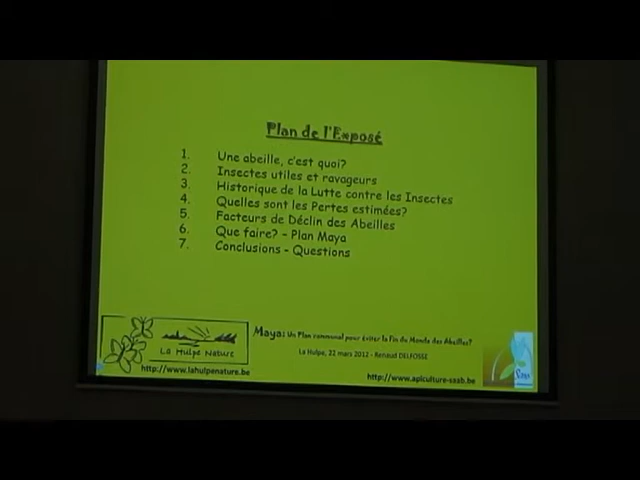 Plan de l'Exposé
1. Une abeille, c'est quoi?
2. Insectes utiles et ravageurs
3. Historique de la Lutte contre les Insectes
4. Quelles sont les Pertes estimées?
5. Facteurs de Déclin des Abeilles
6. Que faire? - Plan Maya
7. Conclusions - Questions
Maya: Un Plan communal pour éviter la Fin du Monde des Abeilles?
La Hulpe, 22 mars 2012 - Renaud DELFOSSE
La Hulpe Nature
http://www.lahulpenature.be
http://www.apiculture-saab.be